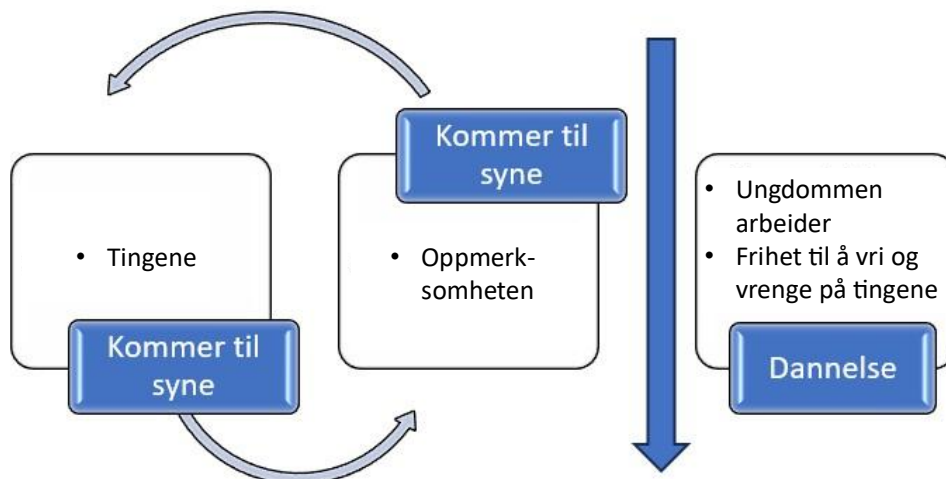 • Tingene
Kommer til
syne
Kommer til
syne
• Oppmerk-
somheten
• Ungdommen
arbeider
• Frihet til å vri og
vrenge på tingene
Dannelse